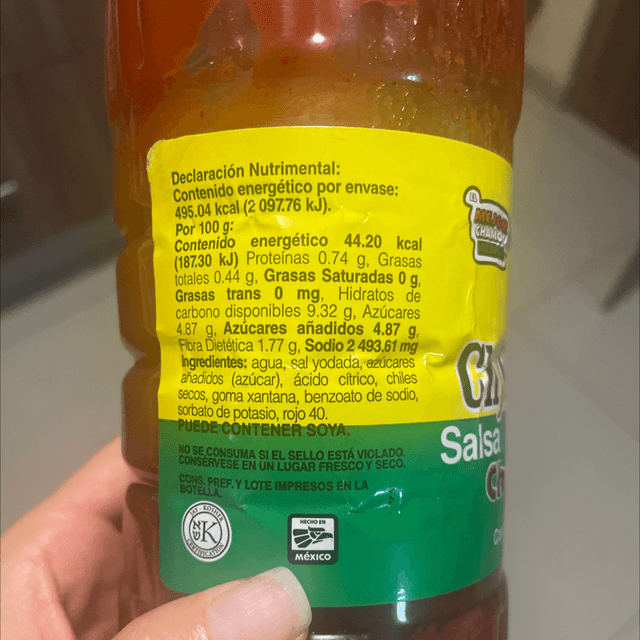 Declaración Nutrimental:
Contenido energético por envase:
495.04 kcal (2 097.76 kJ).
Por 100 g:
Contenido energético 44.20 kcal
(187.30 kJ) Proteínas 0.74 g, Grasas
totales 0.44 g, Grasas Saturadas 0 g,
Grasas trans 0 mg, Hidratos de
carbono disponibles 9.32 g, Azúcares
4.87 g, Azúcares añadidos 4.87 g,
Fibra Dietética 1.77 g, Sodio 2 493.61 mg
Ingredientes: agua, sal yodada, azúcares
añadidos (azúcar), ácido cítrico, chiles
secos, goma xantana, benzoato de sodio,
sorbato de potasio, rojo 40.
PUEDE CONTENER SOYA.
NO SE CONSUMA SI EL SELLO ESTÁ VIOLADO.
CONSÉRVESE EN UN LUGAR FRESCO Y SECO.
CONS. PREF. Y LOTE IMPRESOS EN LA
BOTELLA.
JAY - KOSHER
K
CERTIFICATION
HECHO EN
MÉXICO
Salsa